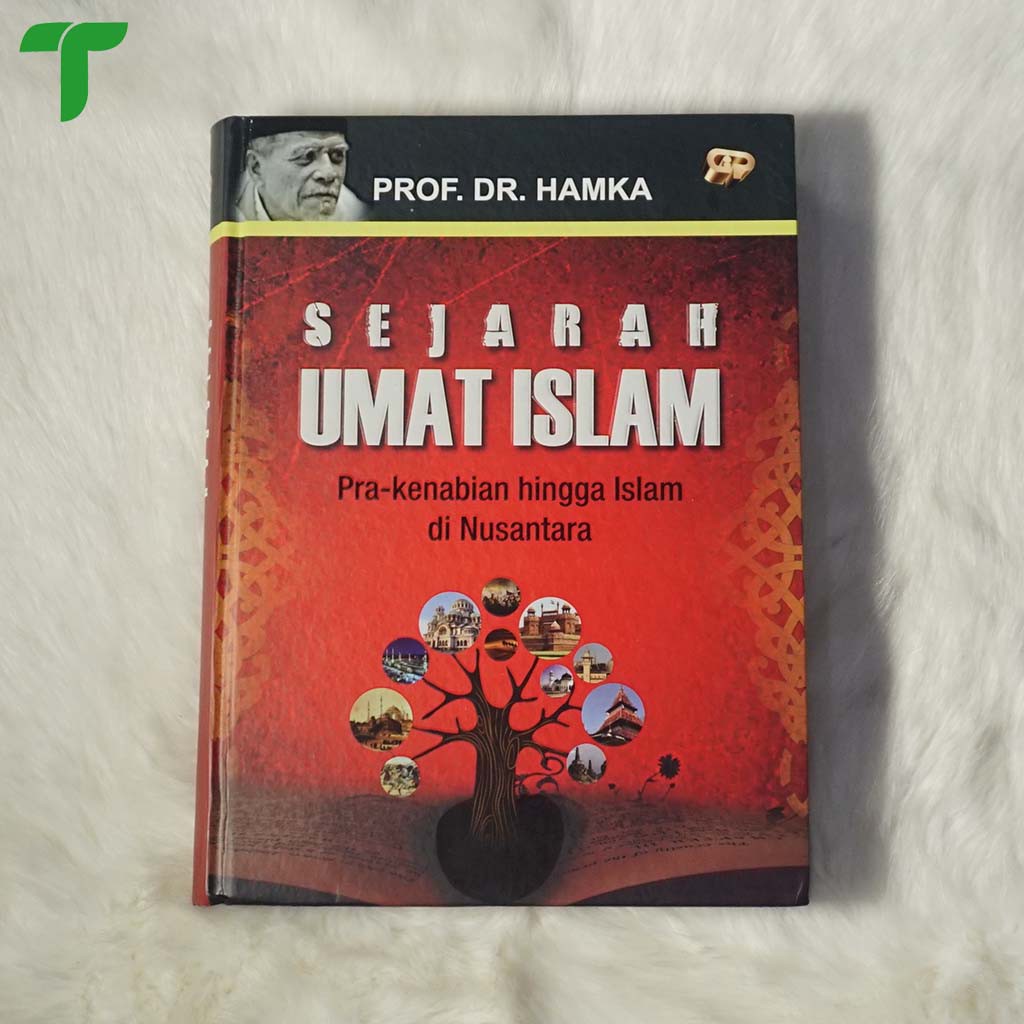 PROF. DR. HAMKA
SEJARAH
UMAT ISLAM
Pra-kenabian hingga Islam
di Nusantara